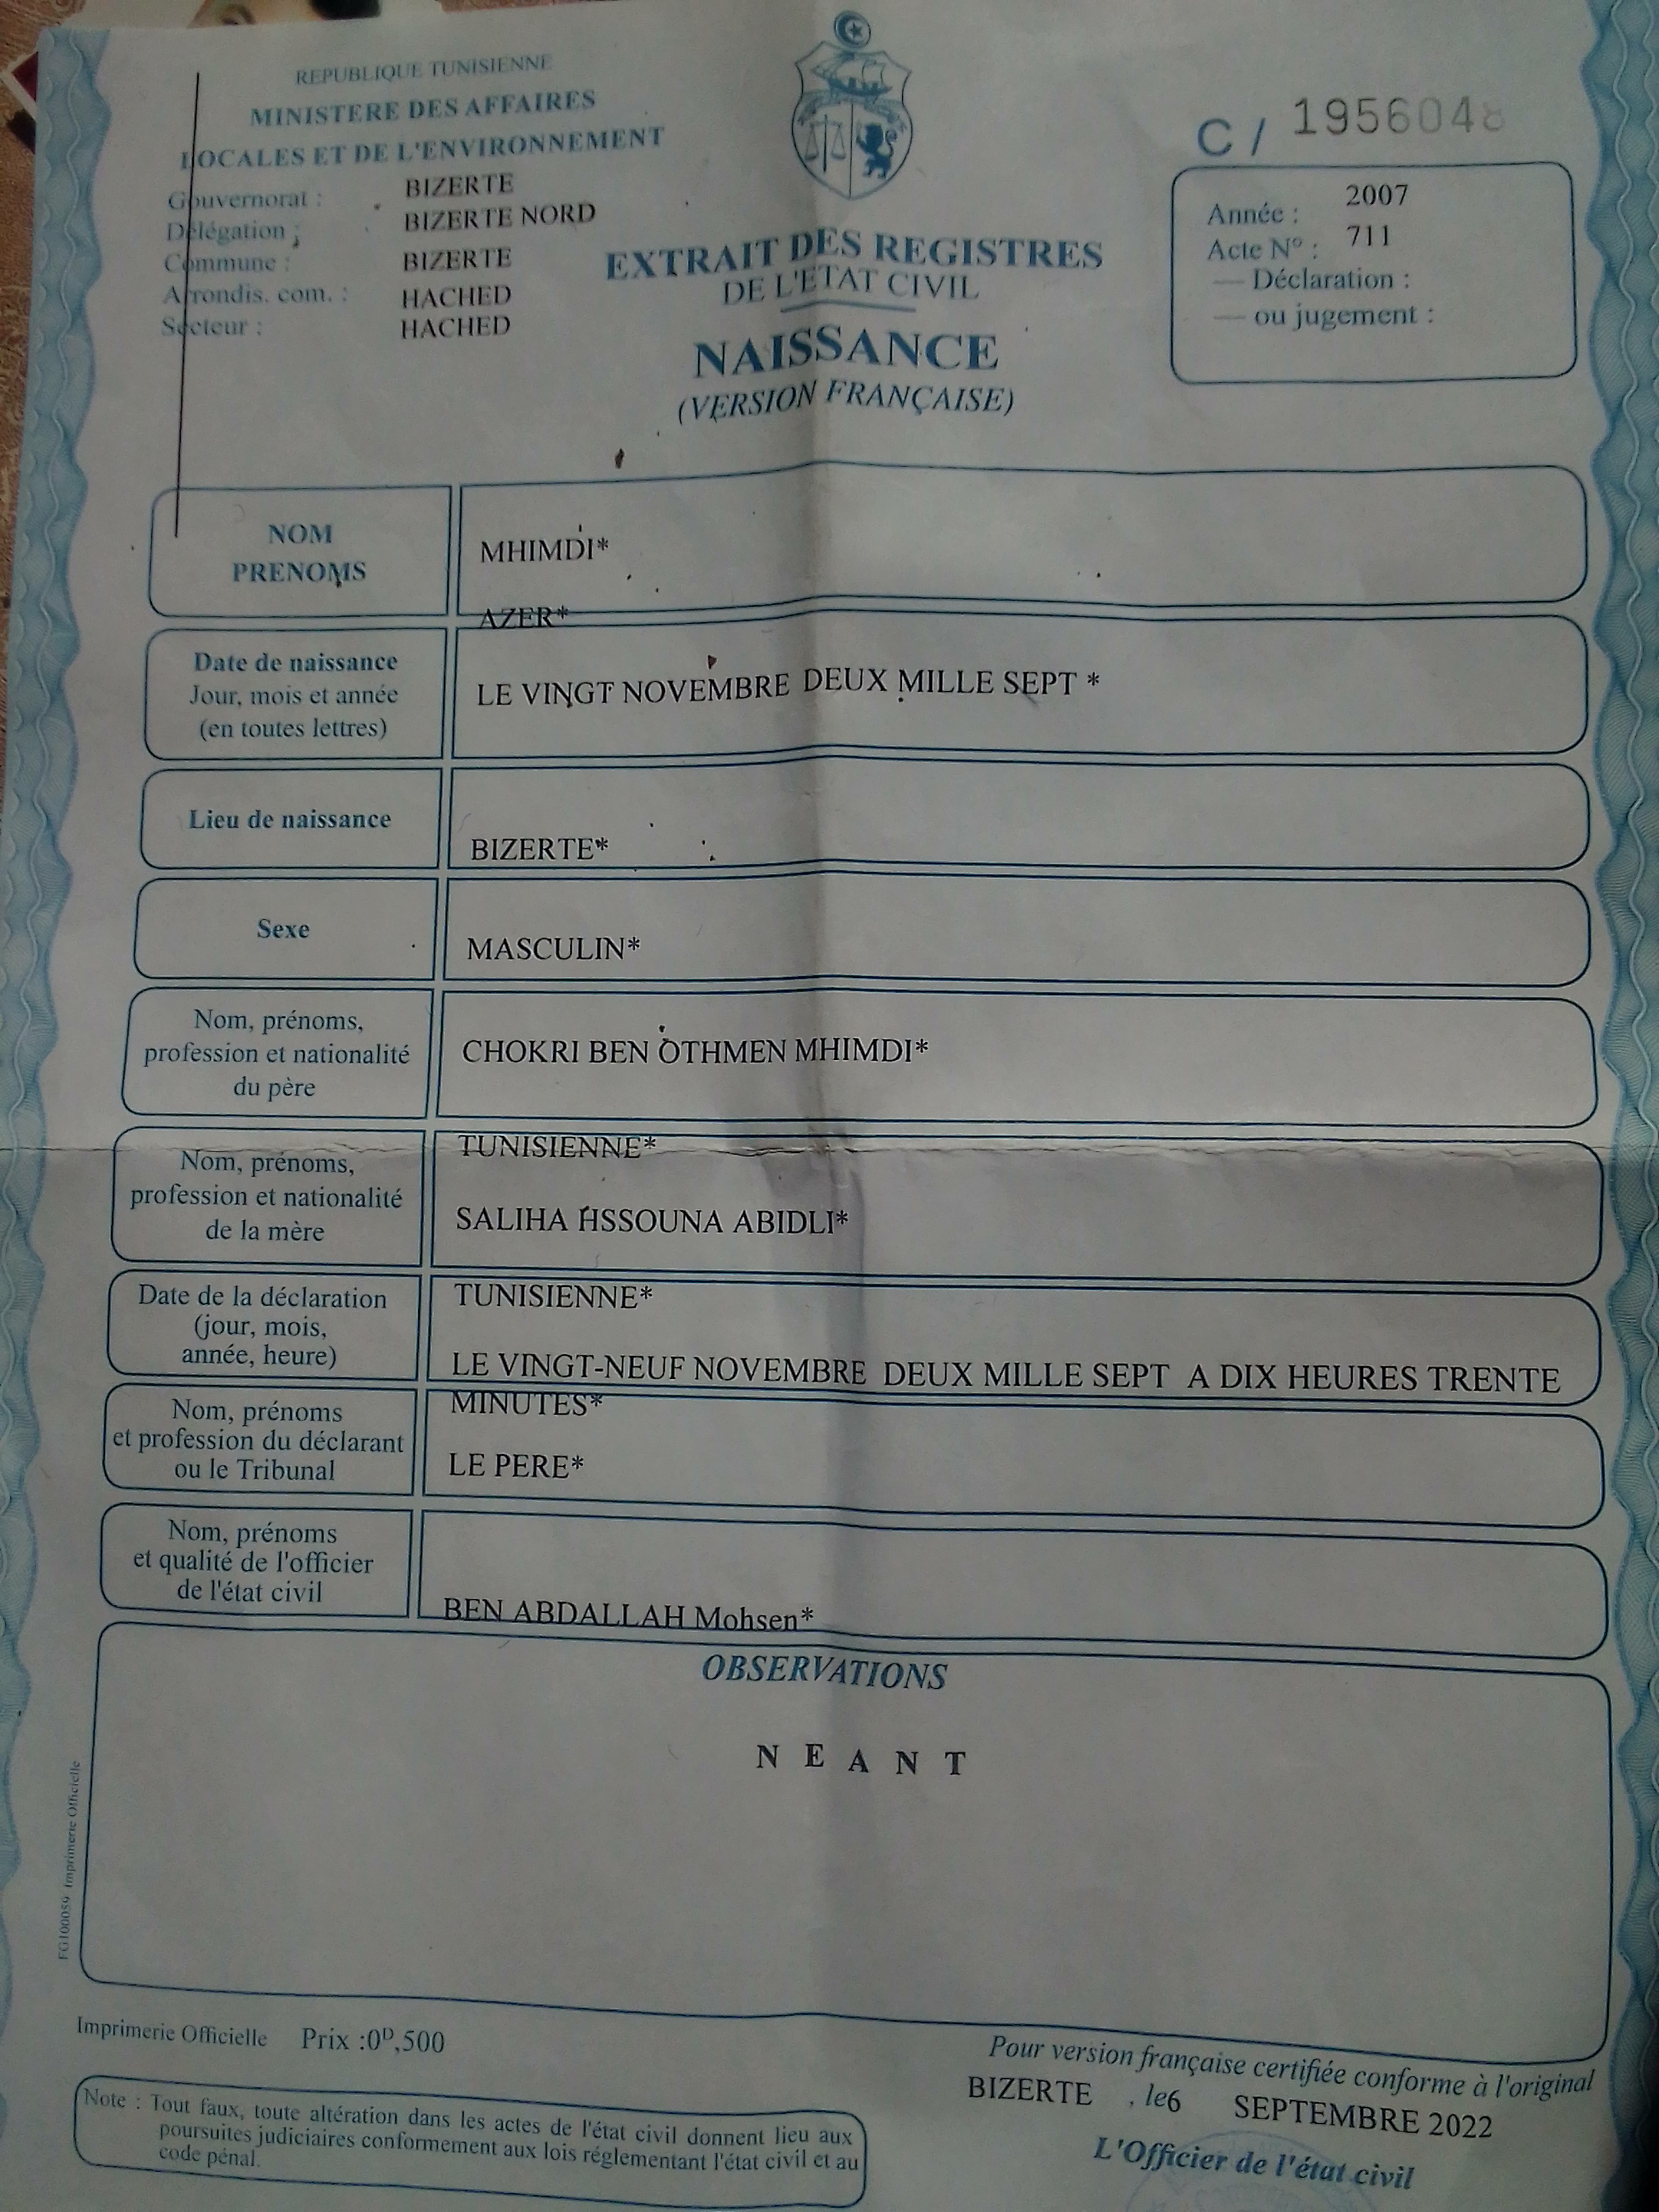 REPUBLIQUE TUNISIENNE
MINISTERE DES AFFAIRES
LOCALES ET DE L'ENVIRONNEMENT
Gouvernorat : BIZERTE
Délégation : BIZERTE NORD
Commune : BIZERTE
Arrondis. com. : HACHED
Secteur : HACHED
EXTRAIT DES REGISTRES
DE L'ETAT CIVIL
NAISSANCE
(VERSION FRANÇAISE)
C / 1956048
Année : 2007
Acte Nº : 711
— Déclaration :
— ou jugement :
NOM
PRENOMS
MHIMDI*
AZER*
Date de naissance
Jour, mois et année
(en toutes lettres)
LE VINGT NOVEMBRE DEUX MILLE SEPT *
Lieu de naissance
BIZERTE*
Sexe
MASCULIN*
Nom, prénoms,
profession et nationalité
du père
CHOKRI BEN OTHMEN MHIMDI*
TUNISIENNE*
Nom, prénoms,
profession et nationalité
de la mère
SALIHA HSSOUNA ABIDLI*
TUNISIENNE*
Date de la déclaration
(jour, mois,
année, heure)
LE VINGT-NEUF NOVEMBRE DEUX MILLE SEPT A DIX HEURES TRENTE
MINUTES*
Nom, prénoms
et profession du déclarant
ou le Tribunal
LE PERE*
Nom, prénoms
et qualité de l'officier
de l'état civil
BEN ABDALLAH Mohsen*
OBSERVATIONS
N E A N T
FG100059 Imprimerie Officielle
Imprimerie Officielle Prix :0D,500
Note : Tout faux, toute altération dans les actes de l'état civil donnent lieu aux
poursuites judiciaires conformement aux lois réglementant l'état civil et au
code pénal.
Pour version française certifiée conforme à l'original
BIZERTE , le6 SEPTEMBRE 2022
L'Officier de l'état civil